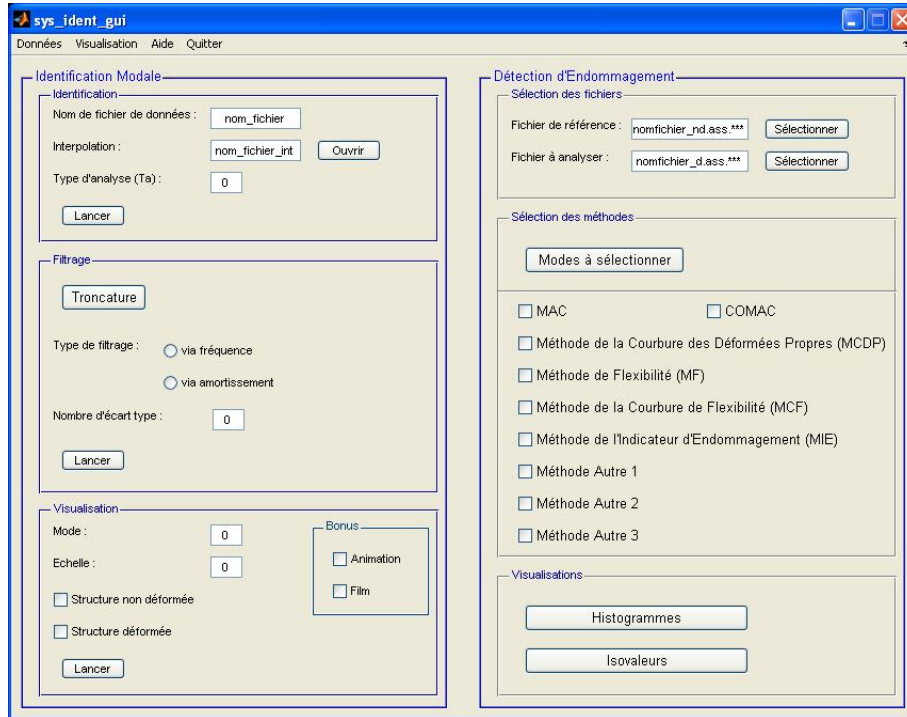 sys_ident_gui
Données Visualisation Aide Quitter
Identification Modale
Identification
Nom de fichier de données : nom_fichier
Interpolation : nom_fichier_int Ouvrir
Type d'analyse (Ta) : 0
Lancer
Filtrage
Troncature
Type de filtrage : via fréquence
via amortissement
Nombre d'écart type : 0
Lancer
Visualisation
Mode : 0
Echelle : 0
Structure non déformée
Structure déformée
Lancer
Bonus
Animation
Film
Détection d'Endommagement
Sélection des fichiers
Fichier de référence : nomfichier_nd.ass.*** Sélectionner
Fichier à analyser : nomfichier_d.ass.*** Sélectionner
Sélection des méthodes
Modes à sélectionner
MAC COMAC
Méthode de la Courbure des Déformées Propres (MCDP)
Méthode de Flexibilité (MF)
Méthode de la Courbure de Flexibilité (MCF)
Méthode de l'Indicateur d'Endommagement (MIE)
Méthode Autre 1
Méthode Autre 2
Méthode Autre 3
Visualisations
Histogrammes
Isovaleurs